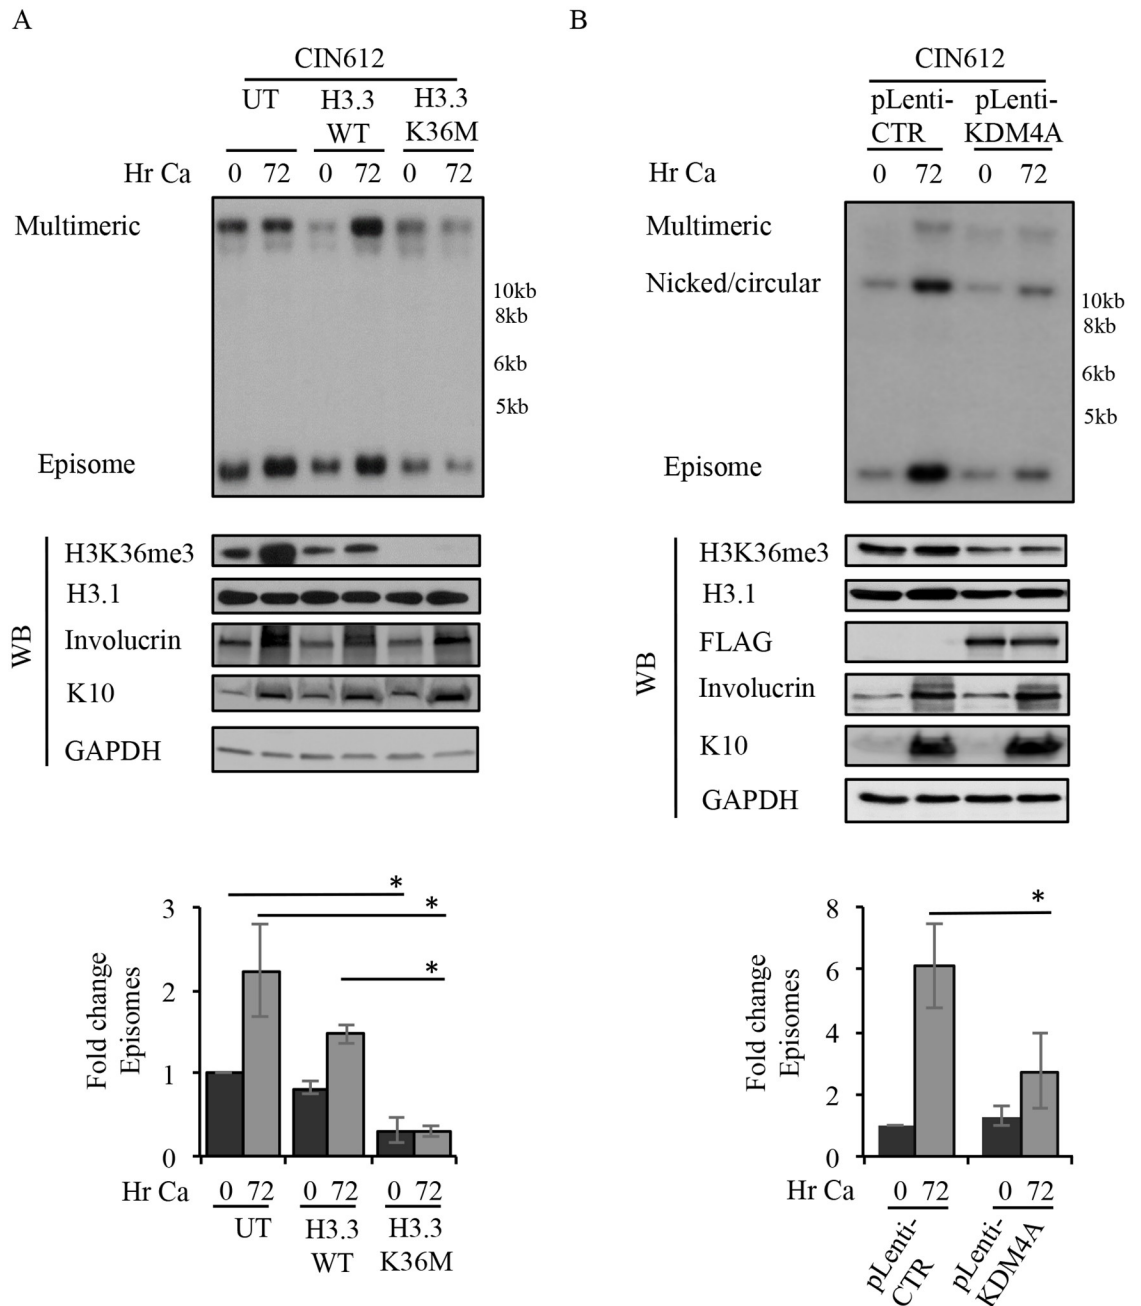 A
CIN612
UT
H3.3
WT
H3.3
K36M
Hr Ca
0 72 0 72 0 72
Multimeric
10kb
8kb
6kb
5kb
Episome
WB
H3K36me3
H3.1
Involucrin
K10
GAPDH
3
2
1
0
Fold change
Episomes
*
*
*
Hr Ca
0 72 0 72 0 72
UT
H3.3
WT
H3.3
K36M
B
CIN612
pLenti-
CTR
pLenti-
KDM4A
Hr Ca
0 72 0 72
Multimeric
Nicked/circular
10kb
8kb
6kb
5kb
Episome
WB
H3K36me3
H3.1
FLAG
Involucrin
K10
GAPDH
8
6
4
2
0
Fold change
Episomes
*
Hr Ca
0 72 0 72
pLenti-
CTR
pLenti-
KDM4A